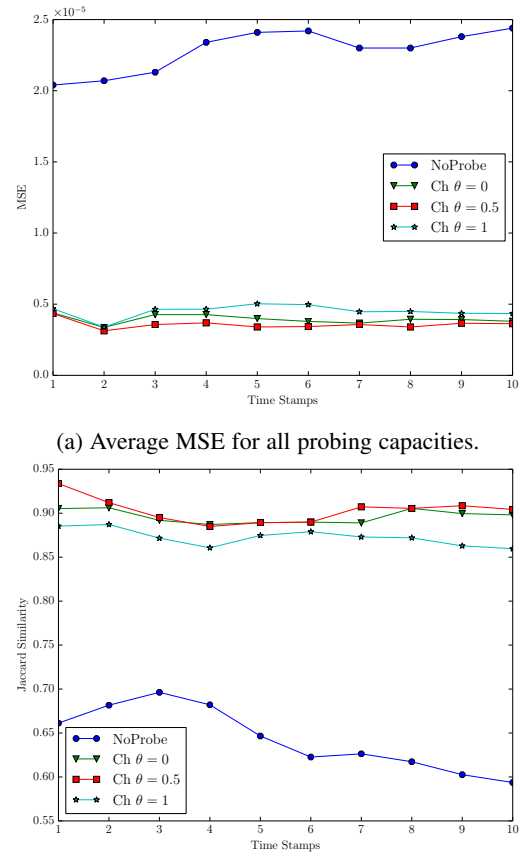 ×10⁻⁵
2.5
2.0
1.5
1.0
0.5
0.0
MSE
NoProbe
Ch θ = 0
Ch θ = 0.5
Ch θ = 1
1 2 3 4 5 6 7 8 9 10
Time Stamps
(a) Average MSE for all probing capacities.
0.95
0.90
0.85
0.80
0.75
0.70
0.65
0.60
0.55
Jaccard Similarity
NoProbe
Ch θ = 0
Ch θ = 0.5
Ch θ = 1
1 2 3 4 5 6 7 8 9 10
Time Stamps